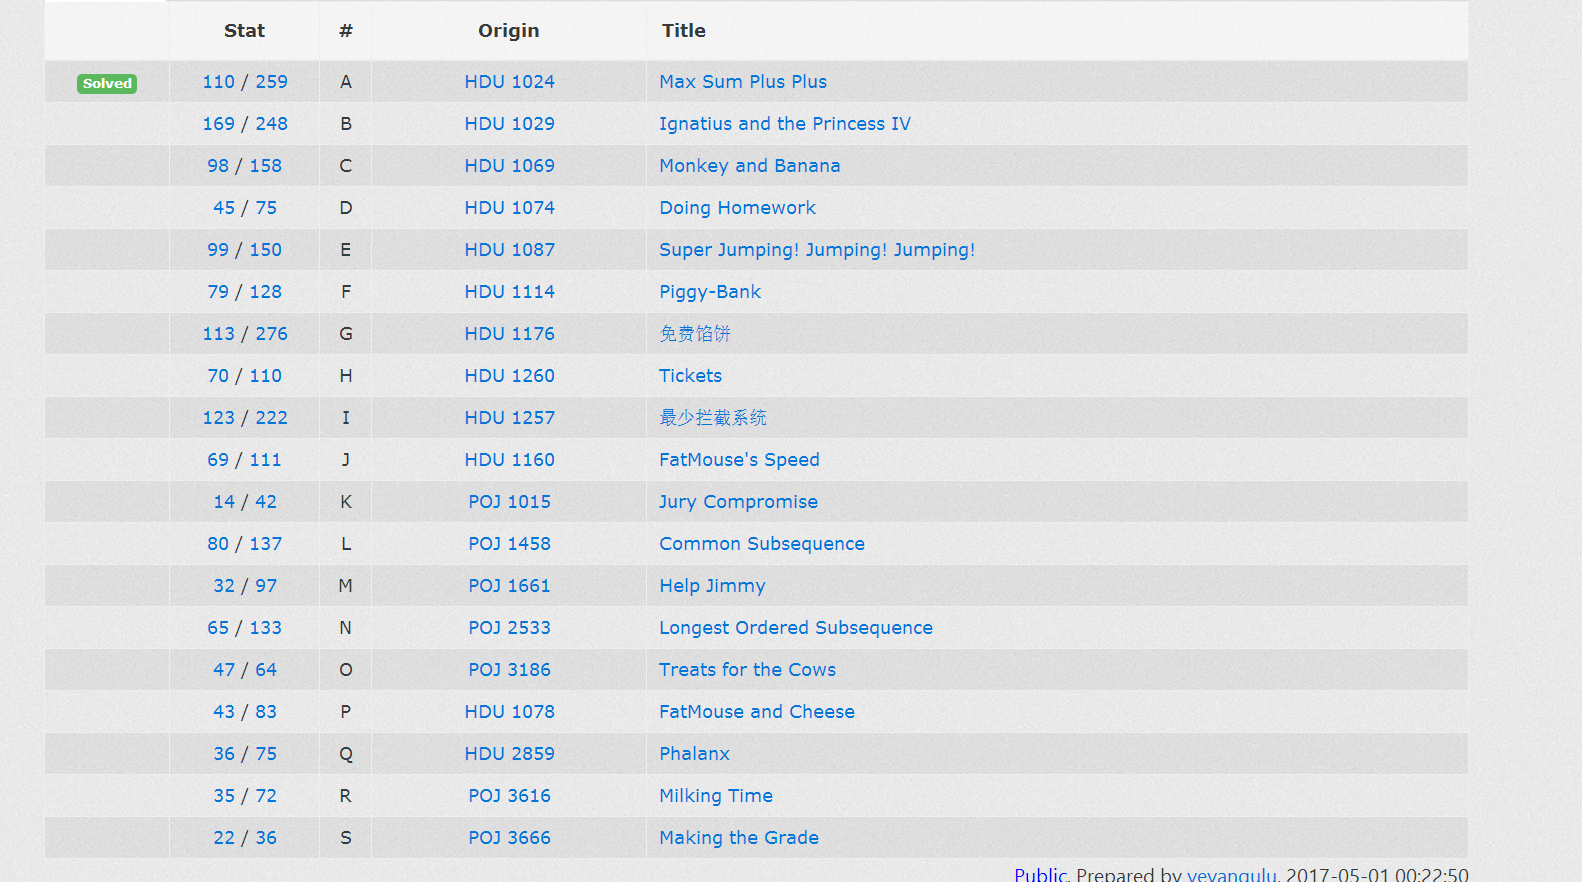 Stat # Origin Title
Solved 110 / 259 A HDU 1024 Max Sum Plus Plus
169 / 248 B HDU 1029 Ignatius and the Princess IV
98 / 158 C HDU 1069 Monkey and Banana
45 / 75 D HDU 1074 Doing Homework
99 / 150 E HDU 1087 Super Jumping! Jumping! Jumping!
79 / 128 F HDU 1114 Piggy-Bank
113 / 276 G HDU 1176 免费馅饼
70 / 110 H HDU 1260 Tickets
123 / 222 I HDU 1257 最少拦截系统
69 / 111 J HDU 1160 FatMouse's Speed
14 / 42 K POJ 1015 Jury Compromise
80 / 137 L POJ 1458 Common Subsequence
32 / 97 M POJ 1661 Help Jimmy
65 / 133 N POJ 2533 Longest Ordered Subsequence
47 / 64 O POJ 3186 Treats for the Cows
43 / 83 P HDU 1078 FatMouse and Cheese
36 / 75 Q HDU 2859 Phalanx
35 / 72 R POJ 3616 Milking Time
22 / 36 S POJ 3666 Making the Grade
Public. Prepared by yeyangulu, 2017-05-01 00:22:50